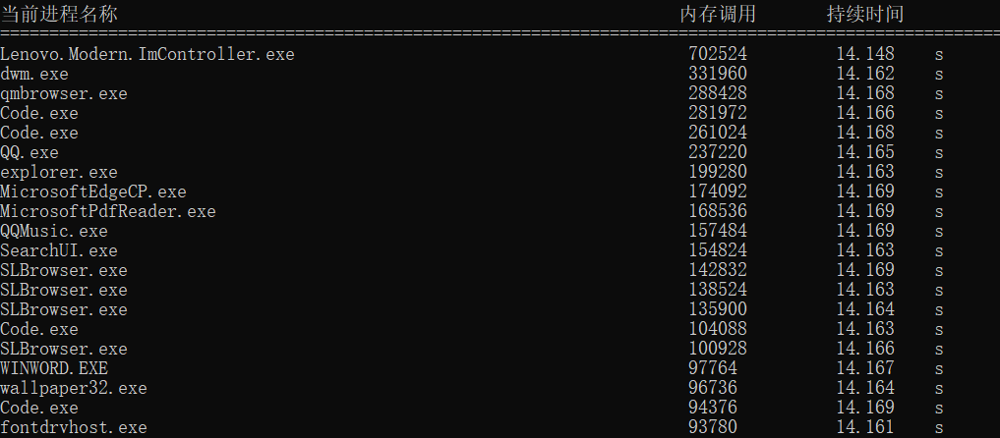 当前进程名称 内存调用 持续时间
================================================================================
Lenovo.Modern.ImController.exe 702524 14.148 s
dwm.exe 331960 14.162 s
qmbrowser.exe 288428 14.168 s
Code.exe 281972 14.166 s
Code.exe 261024 14.168 s
QQ.exe 237220 14.165 s
explorer.exe 199280 14.163 s
MicrosoftEdgeCP.exe 174092 14.169 s
MicrosoftPdfReader.exe 168536 14.169 s
QQMusic.exe 157484 14.169 s
SearchUI.exe 154824 14.163 s
SLBrowser.exe 142832 14.169 s
SLBrowser.exe 138524 14.163 s
SLBrowser.exe 135900 14.164 s
Code.exe 104088 14.163 s
SLBrowser.exe 100928 14.166 s
WINWORD.EXE 97764 14.167 s
wallpaper32.exe 96736 14.164 s
Code.exe 94376 14.169 s
fontdrvhost.exe 93780 14.161 s